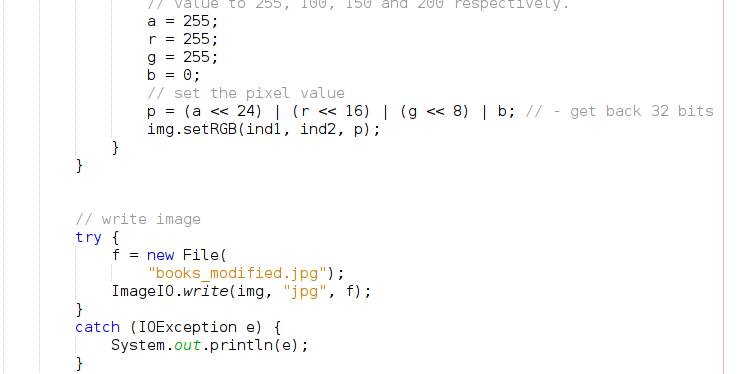 // value to 255, 100, 150 and 200 respectively.
a = 255;
r = 255;
g = 255;
b = 0;
// set the pixel value
p = (a << 24) | (r << 16) | (g << 8) | b; // - get back 32 bits
img.setRGB(ind1, ind2, p);
}
}
// write image
try {
f = new File(
"books_modified.jpg");
ImageIO.write(img, "jpg", f);
}
catch (IOException e) {
System.out.println(e);
}